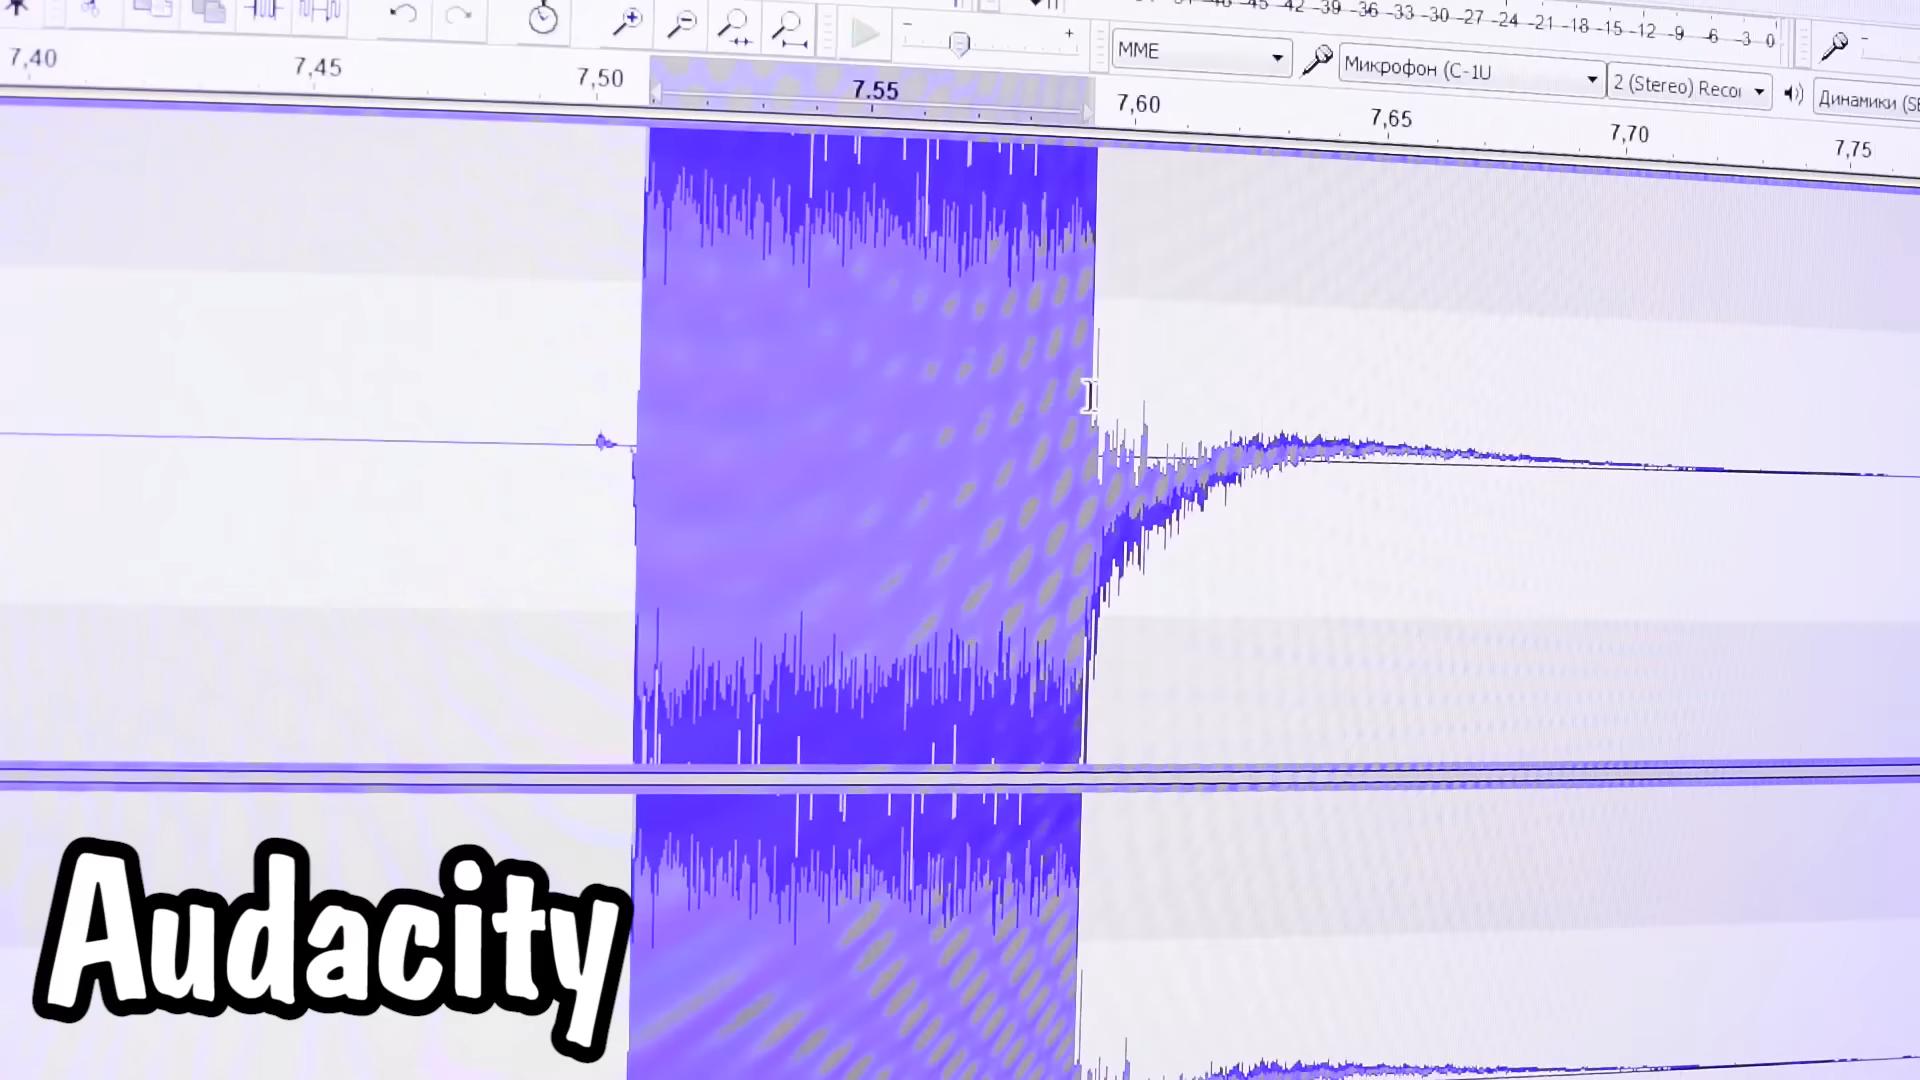 -45 -42 -39 -36 -33 -30 -27 -24 -21 -18 -15 -12 -9 -6 -3 0
MME
Микрофон (C-1U
2 (Stereo) Recor
Динамики (SB
7,40 7,45 7,50 7.55 7,60 7,65 7,70 7,75
Audacity